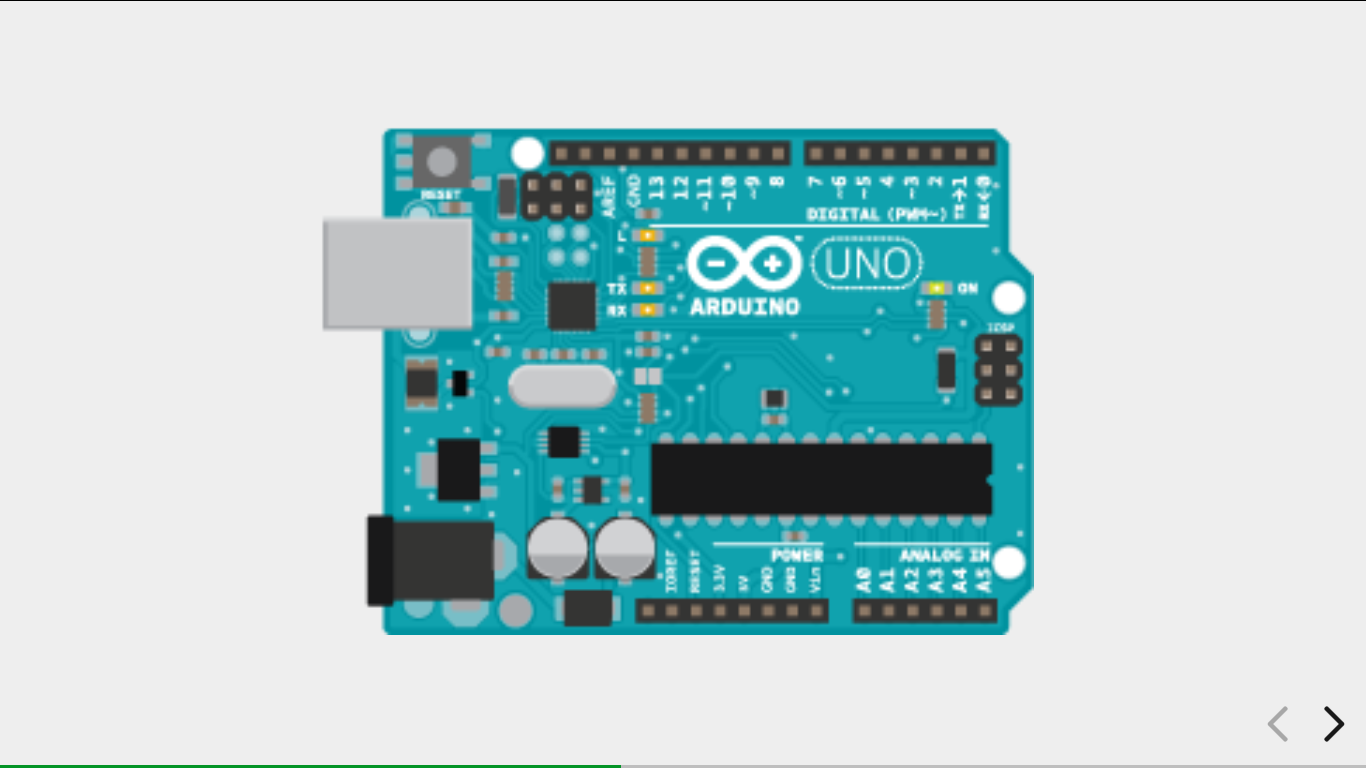 RESET
AREF
GND
13
12
~11
~10
~9
8
7
~6
~5
4
~3
2
TX→1
RX←0
DIGITAL (PWM~)
L
TX
RX
ARDUINO
UNO
ON
ICSP
POWER
ANALOG IN
IOREF
RESET
3.3V
5V
GND
GND
Vin
A0
A1
A2
A3
A4
A5